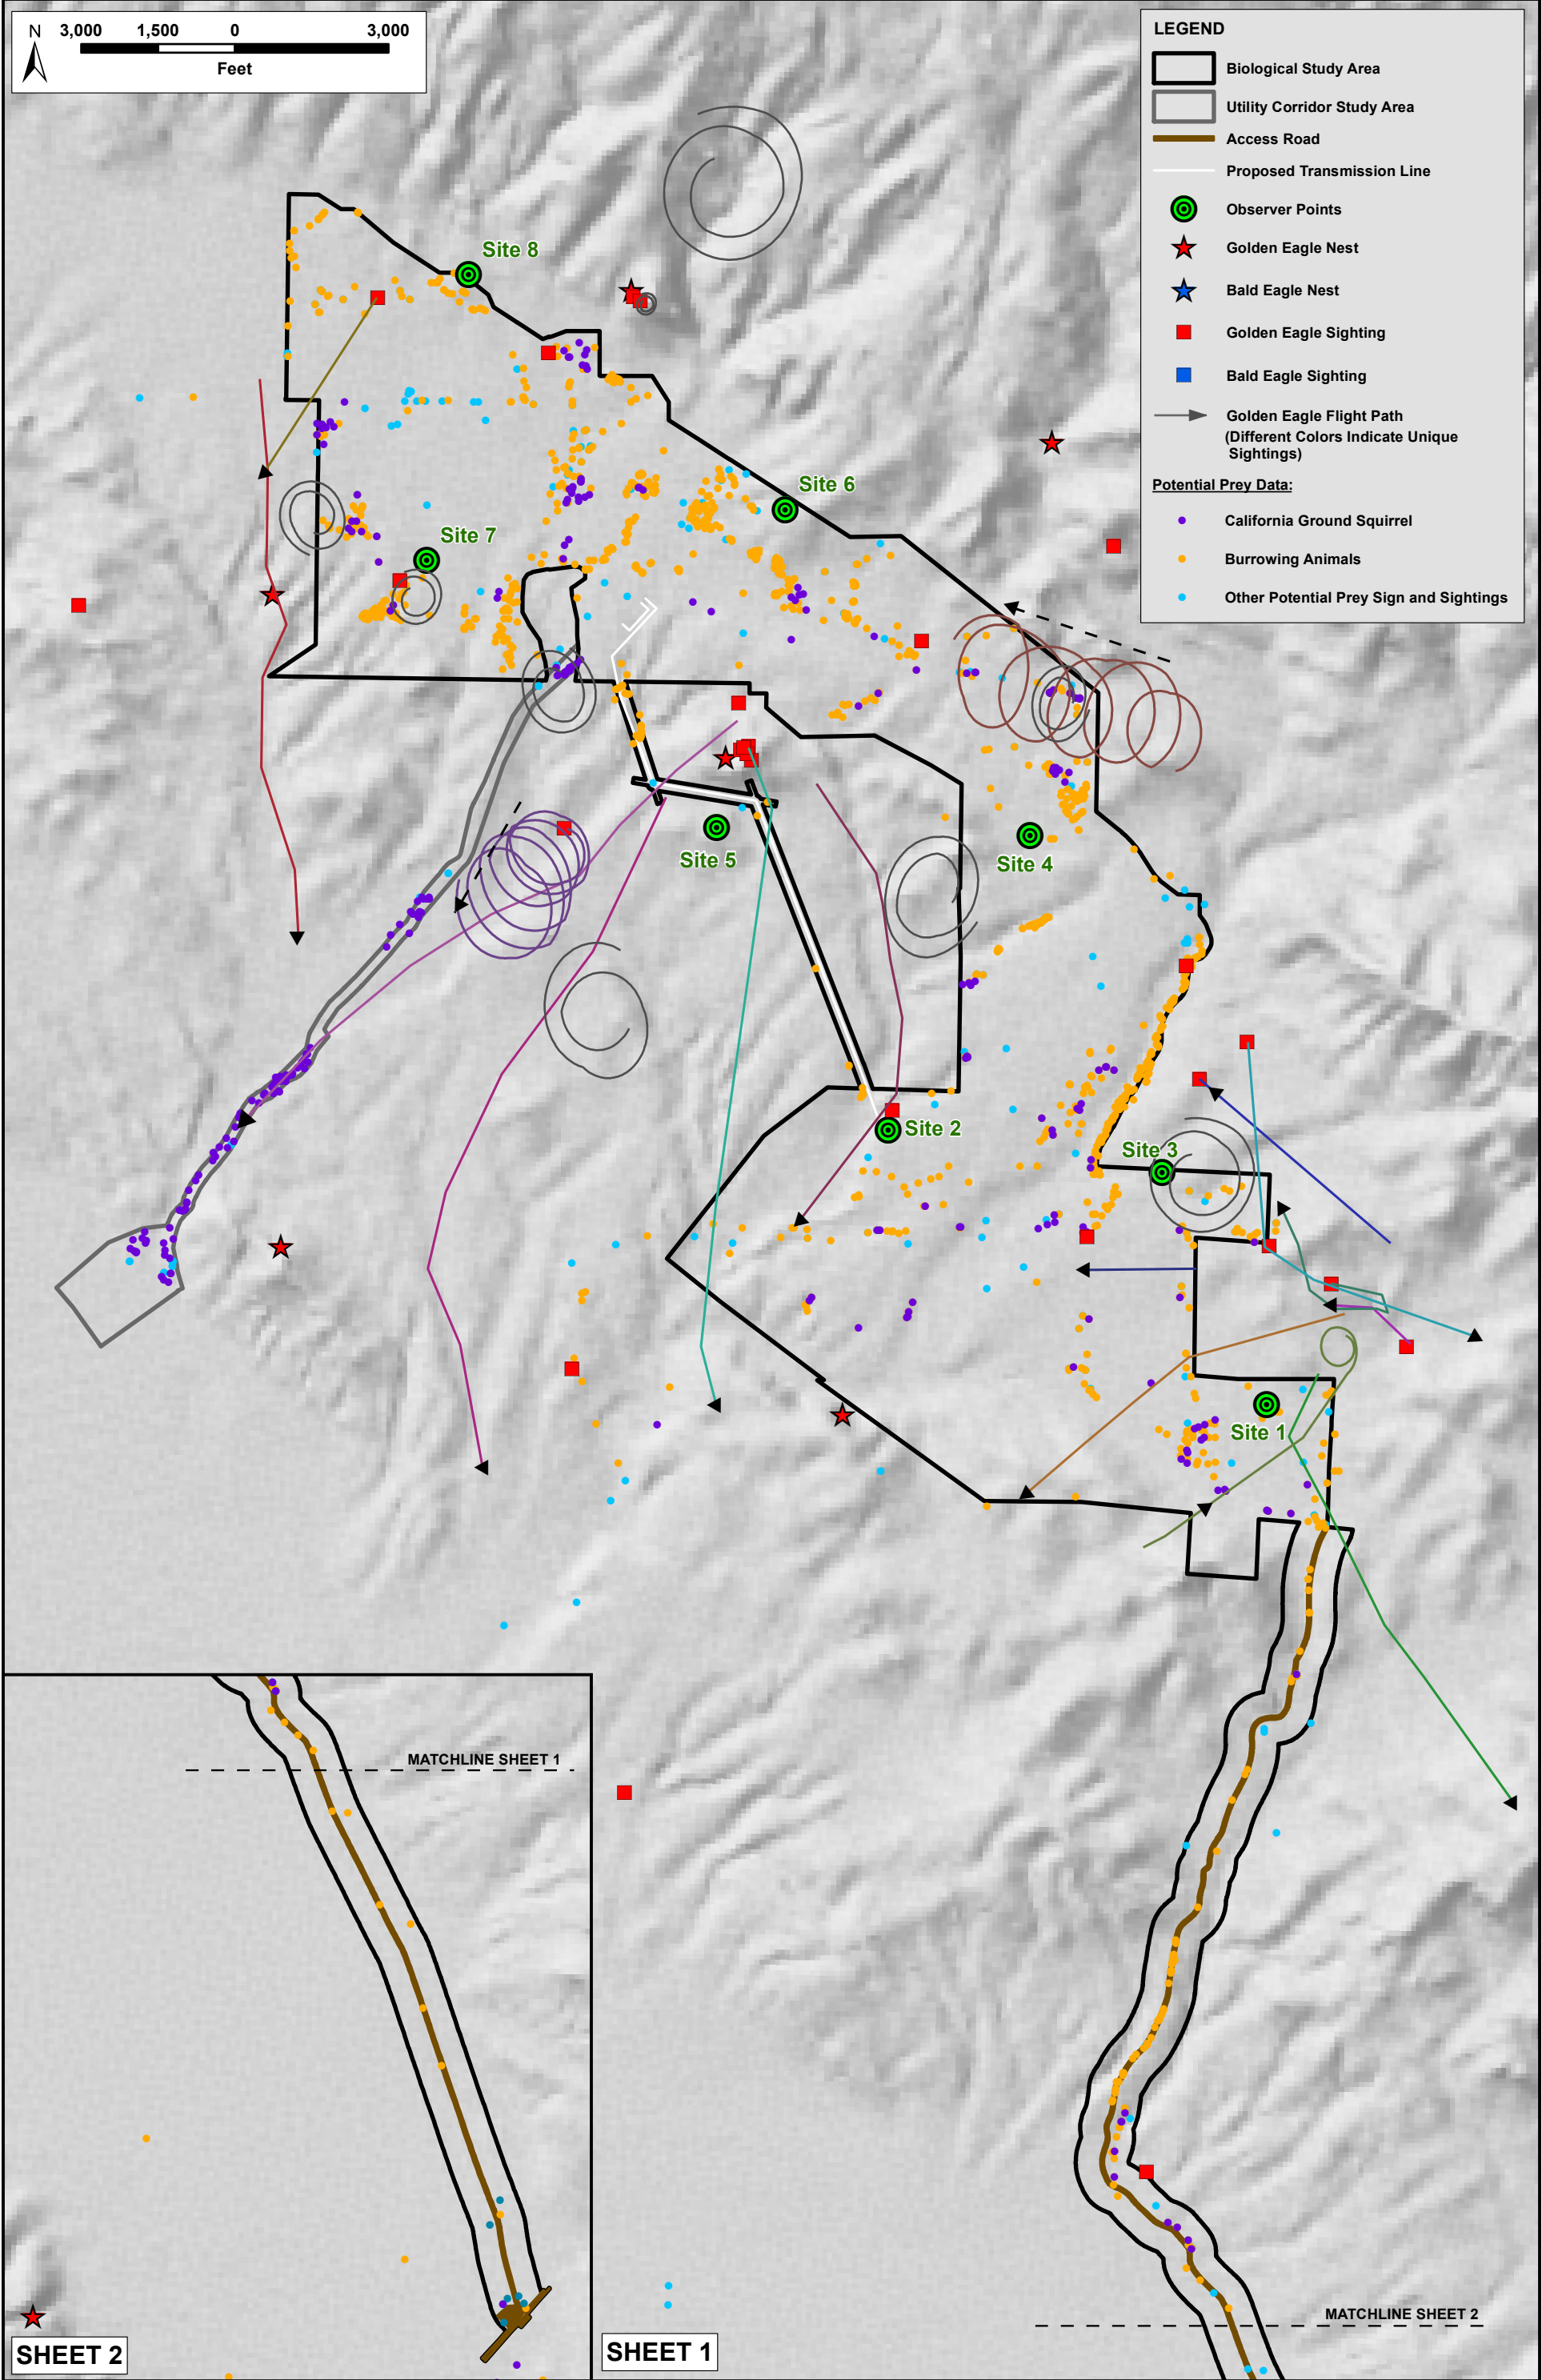 N
3,000 1,500 0 3,000
Feet
LEGEND
Biological Study Area
Utility Corridor Study Area
Access Road
Proposed Transmission Line
Observer Points
Golden Eagle Nest
Bald Eagle Nest
Golden Eagle Sighting
Bald Eagle Sighting
Golden Eagle Flight Path
(Different Colors Indicate Unique
Sightings)
Potential Prey Data:
California Ground Squirrel
Burrowing Animals
Other Potential Prey Sign and Sightings
Site 8
Site 6
Site 7
Site 5
Site 4
Site 2
Site 3
Site 1
MATCHLINE SHEET 1
MATCHLINE SHEET 2
SHEET 2
SHEET 1